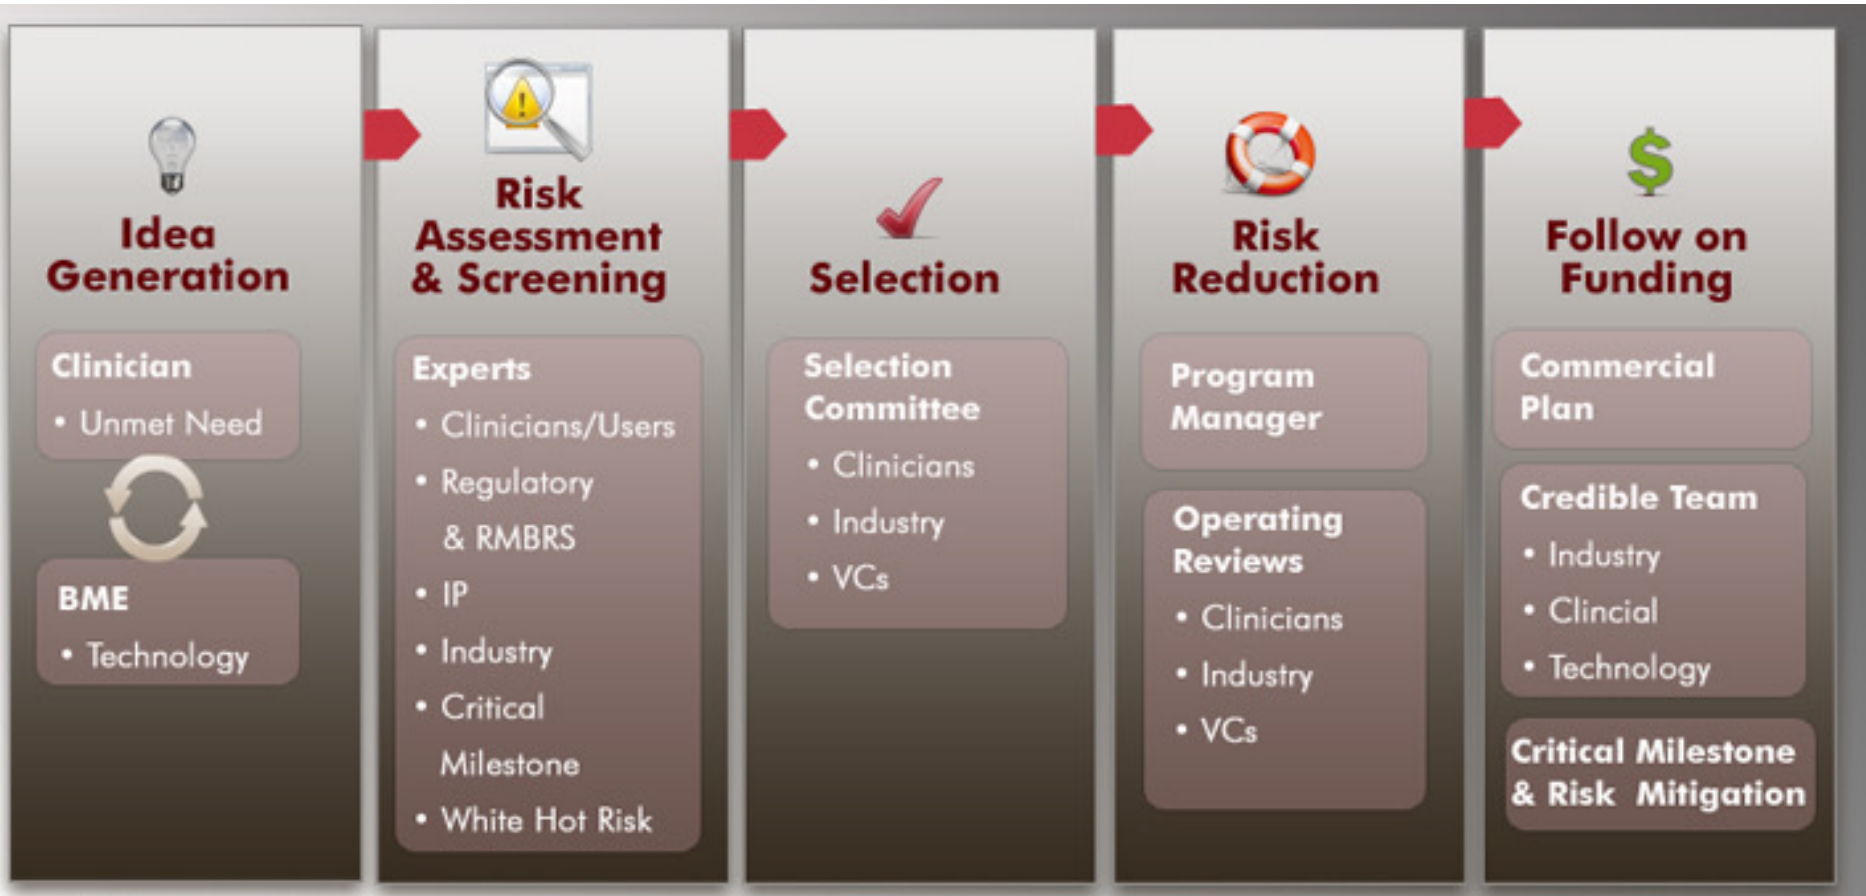 Idea
Generation
Clinician
• Unmet Need
BME
• Technology
Risk
Assessment
& Screening
Experts
• Clinicians/Users
• Regulatory
& RMBRS
• IP
• Industry
• Critical
Milestone
• White Hot Risk
Selection
Selection
Committee
• Clinicians
• Industry
• VCs
Risk
Reduction
Program
Manager
Operating
Reviews
• Clinicians
• Industry
• VCs
$
Follow on
Funding
Commercial
Plan
Credible Team
• Industry
• Clincial
• Technology
Critical Milestone
& Risk Mitigation